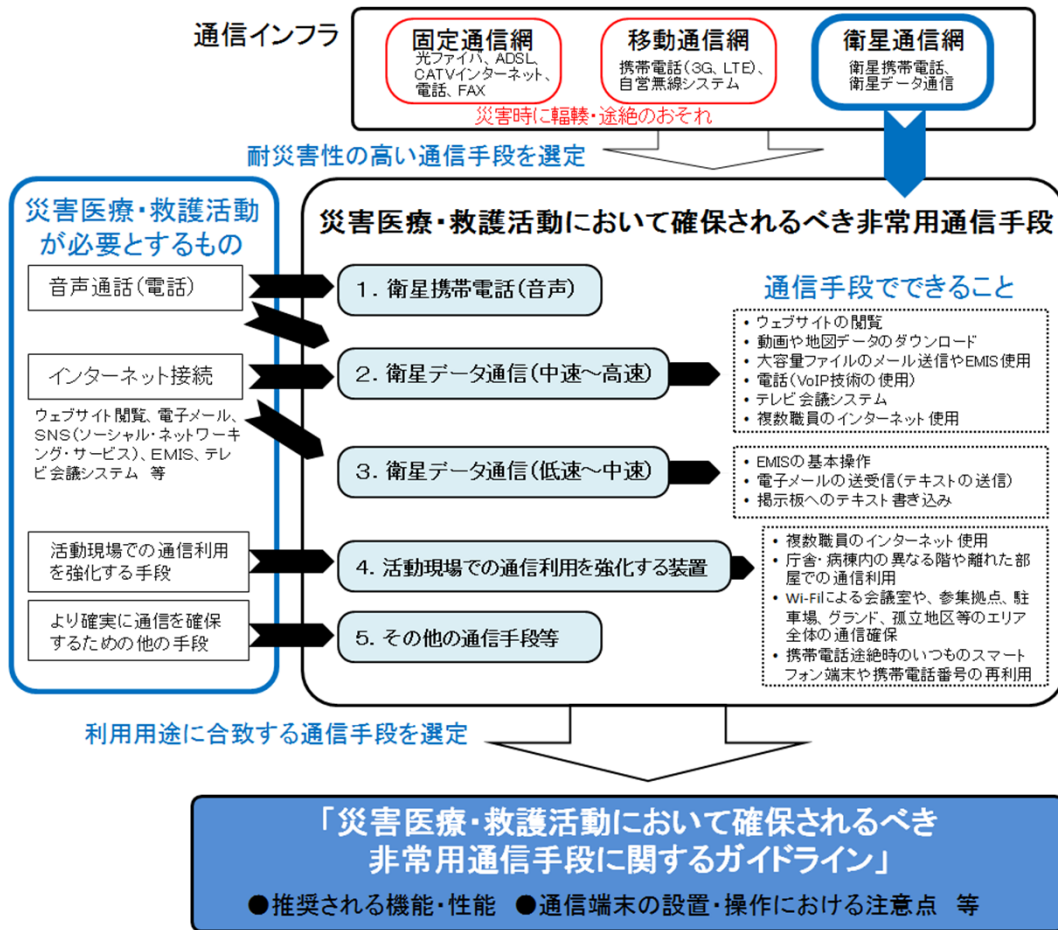 通信インフラ
固定通信網
光ファイバ、ADSL、
CATVインターネット、
電話、FAX
移動通信網
携帯電話(3G、LTE)、
自営無線システム
衛星通信網
衛星携帯電話、
衛星データ通信
災害時に輻輳・途絶のおそれ
耐災害性の高い通信手段を選定
災害医療・救護活動
が必要とするもの
音声通話(電話)
インターネット接続
ウェブサイト閲覧、電子メール、
SNS(ソーシャル・ネットワーキ
ング・サービス)、EMIS、テレ
ビ会議システム 等
活動現場での通信利用
を強化する手段
より確実に通信を確保
するための他の手段
災害医療・救護活動において確保されるべき非常用通信手段
1. 衛星携帯電話(音声)
2. 衛星データ通信(中速~高速)
3. 衛星データ通信(低速~中速)
4. 活動現場での通信利用を強化する装置
5. その他の通信手段等
通信手段でできること
・ウェブサイトの閲覧
・動画や地図データのダウンロード
・大容量ファイルのメール送信やEMIS使用
・電話(VoIP技術の使用)
・テレビ会議システム
・複数職員のインターネット使用
・EMISの基本操作
・電子メールの送受信(テキストの送信)
・掲示板へのテキスト書き込み
・複数職員のインターネット使用
・庁舎・病棟内の異なる階や離れた部
屋での通信利用
・Wi-Fiによる会議室や、参集拠点、駐
車場、グランド、孤立地区等のエリア
全体の通信確保
・携帯電話途絶時のいつものスマート
フォン端末や携帯電話番号の再利用
利用用途に合致する通信手段を選定
「災害医療・救護活動において確保されるべき
非常用通信手段に関するガイドライン」
●推奨される機能・性能 ●通信端末の設置・操作における注意点 等